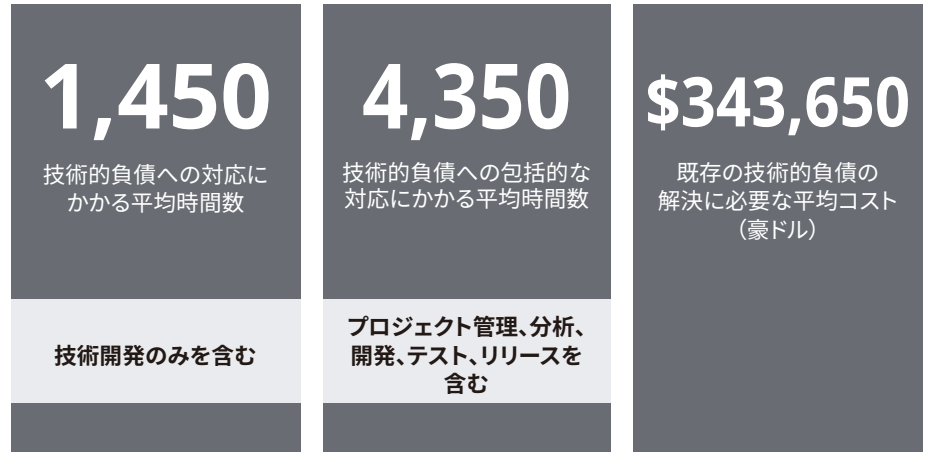 1,450
技術的負債への対応に
かかる平均時間数
技術開発のみを含む
4,350
技術的負債への包括的な
対応にかかる平均時間数
プロジェクト管理、分析、
開発、テスト、リリースを
含む
$343,650
既存の技術的負債の
解決に必要な平均コスト
（豪ドル）